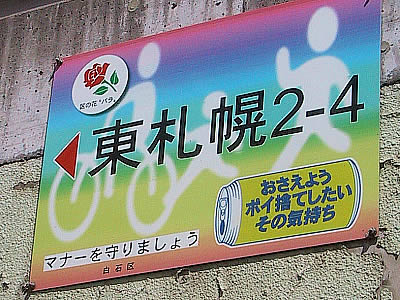 区の花"バラ"
東札幌2-4
おさえよう
ポイ捨てしたい
その気持ち
マナーを守りましょう
白石区